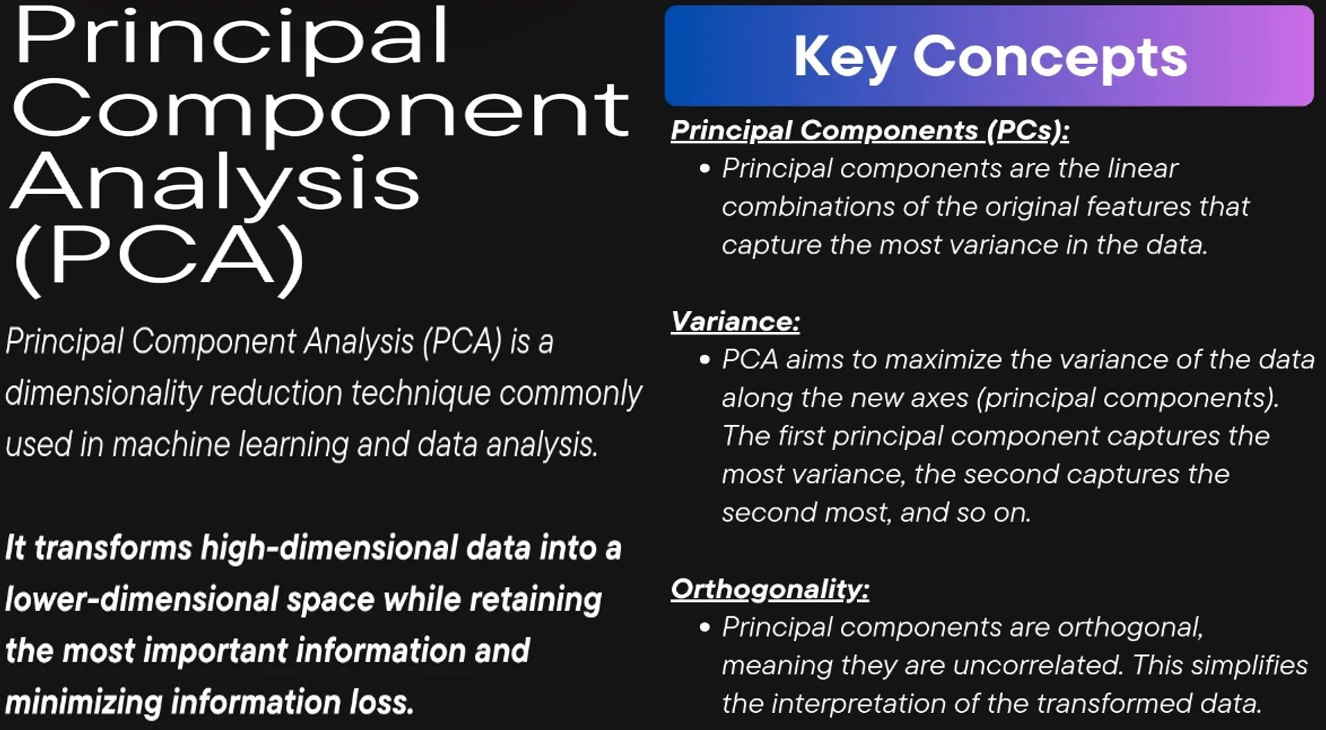 Principal
Component
Analysis
(PCA)
Principal Component Analysis (PCA) is a
dimensionality reduction technique commonly
used in machine learning and data analysis.
It transforms high-dimensional data into a
lower-dimensional space while retaining
the most important information and
minimizing information loss.
Key Concepts
Principal Components (PCs):
• Principal components are the linear
combinations of the original features that
capture the most variance in the data.
Variance:
• PCA aims to maximize the variance of the data
along the new axes (principal components).
The first principal component captures the
most variance, the second captures the
second most, and so on.
Orthogonality:
• Principal components are orthogonal,
meaning they are uncorrelated. This simplifies
the interpretation of the transformed data.